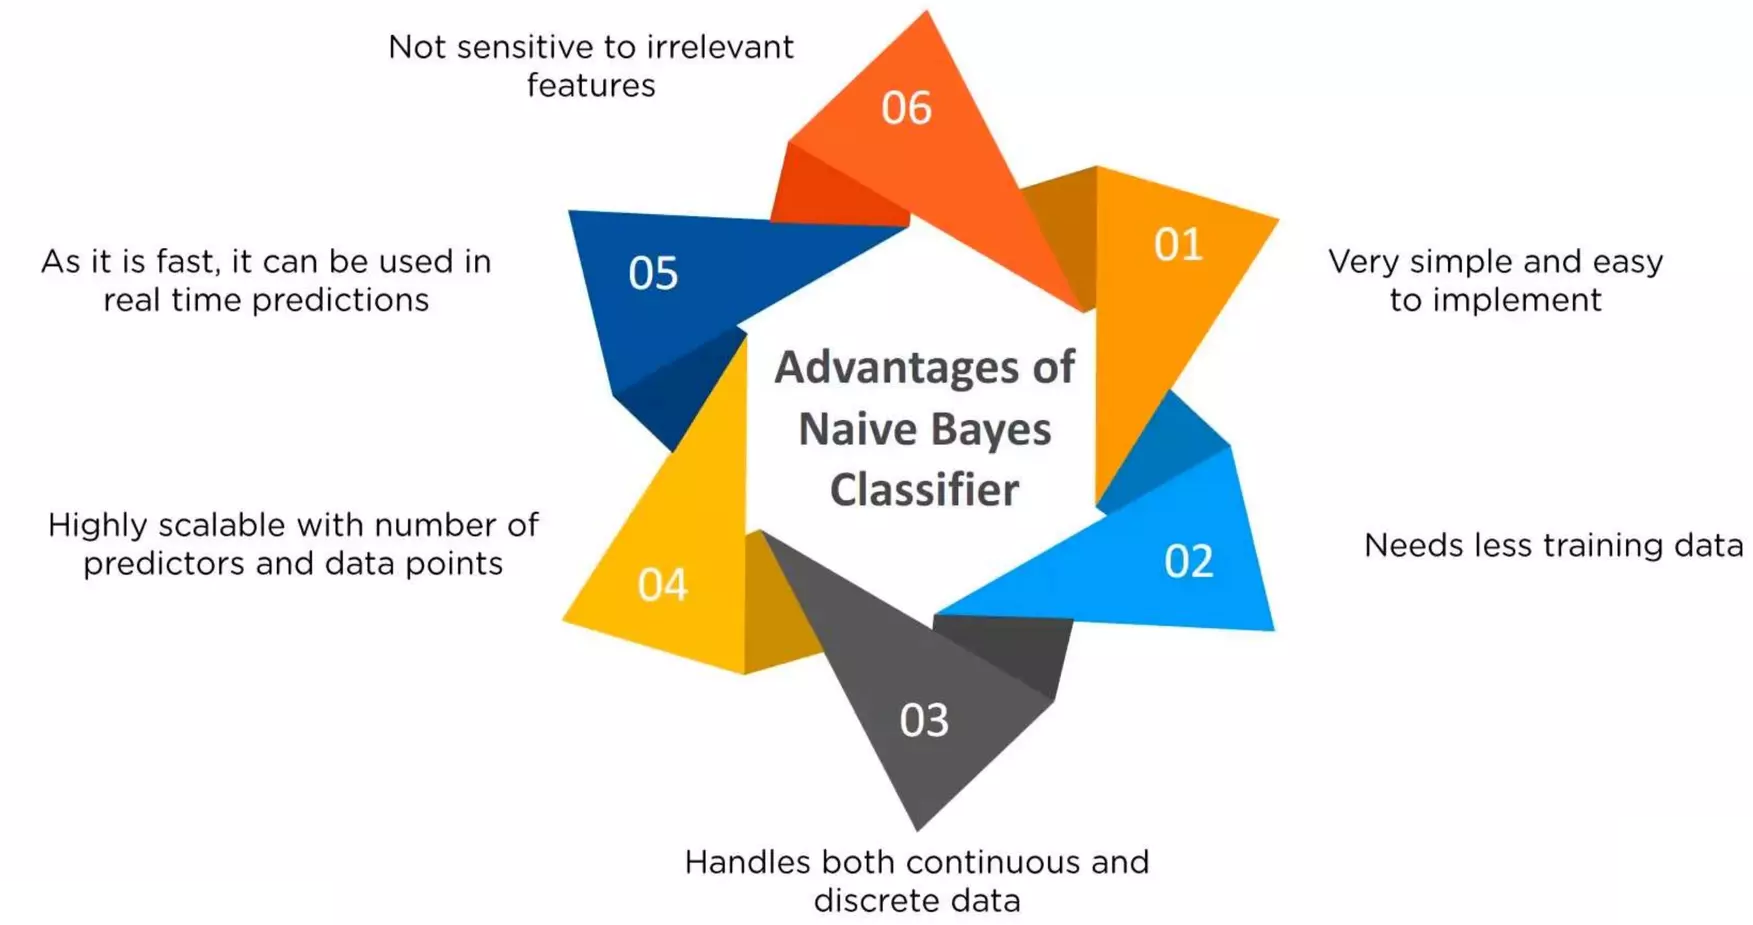 Advantages of
Naive Bayes
Classifier
01
Very simple and easy
to implement
02
Needs less training data
03
Handles both continuous and
discrete data
04
Highly scalable with number of
predictors and data points
05
As it is fast, it can be used in
real time predictions
06
Not sensitive to irrelevant
features